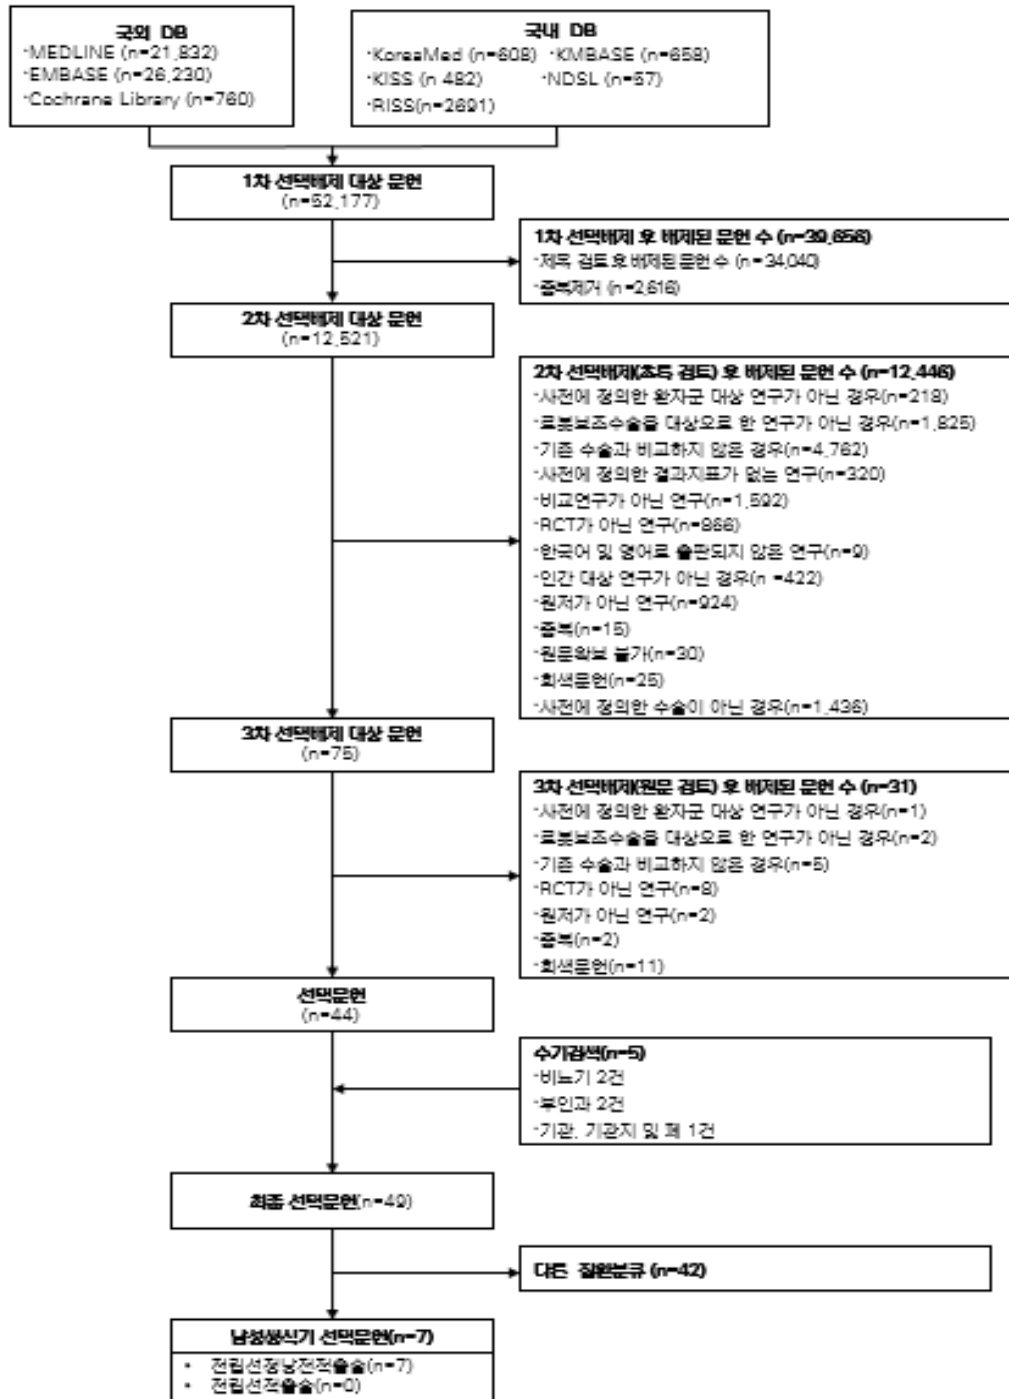 국외 DB
-MEDLINE (n=21,832)
-EMBASE (n=26,230)
-Cochrane Library (n=760)
국내 DB
-KoreaMed (n=608) -KMBASE (n=658)
-KISS (n 482) -NDSL (n=57)
-RISS(n=2691)
1차 선택배제 대상 문헌
(n=52,177)
1차 선택배제 후 배제된 문헌 수 (n=39,656)
-제목 검토 후 배제된 문헌 수 (n=34,040)
-중복제거 (n=2,616)
2차 선택배제 대상 문헌
(n=12,521)
2차 선택배제(초록 검토) 후 배제된 문헌 수 (n=12,446)
-사전에 정의한 환자군 대상 연구가 아닌 경우(n=218)
-로봇보조수술을 대상으로 한 연구가 아닌 경우(n=1,825)
-기존 수술과 비교하지 않은 경우(n=4,762)
-사전에 정의한 결과지표가 없는 연구(n=320)
-비교연구가 아닌 연구(n=1,592)
-RCT가 아닌 연구(n=866)
-한국어 및 영어로 출판되지 않은 연구(n=9)
-인간 대상 연구가 아닌 경우(n =422)
-원저가 아닌 연구(n=924)
-중복(n=15)
-원문확보 불가(n=30)
-회색문헌(n=25)
-사전에 정의한 수술이 아닌 경우(n=1,436)
3차 선택배제 대상 문헌
(n=75)
3차 선택배제(원문 검토) 후 배제된 문헌 수 (n=31)
-사전에 정의한 환자군 대상 연구가 아닌 경우(n=1)
-로봇보조수술을 대상으로 한 연구가 아닌 경우(n=2)
-기존 수술과 비교하지 않은 경우(n=5)
-RCT가 아닌 연구(n=8)
-원저가 아닌 연구(n=2)
-중복(n=2)
-회색문헌(n=11)
선택문헌
(n=44)
수기검색(n=5)
-비뇨기 2건
-부인과 2건
-기관, 기관지 및 폐 1건
최종 선택문헌(n=49)
다른 질환분류 (n=42)
남성생식기 선택문헌(n=7)
• 전립선정낭전적출술(n=7)
• 전립선적출술(n=0)